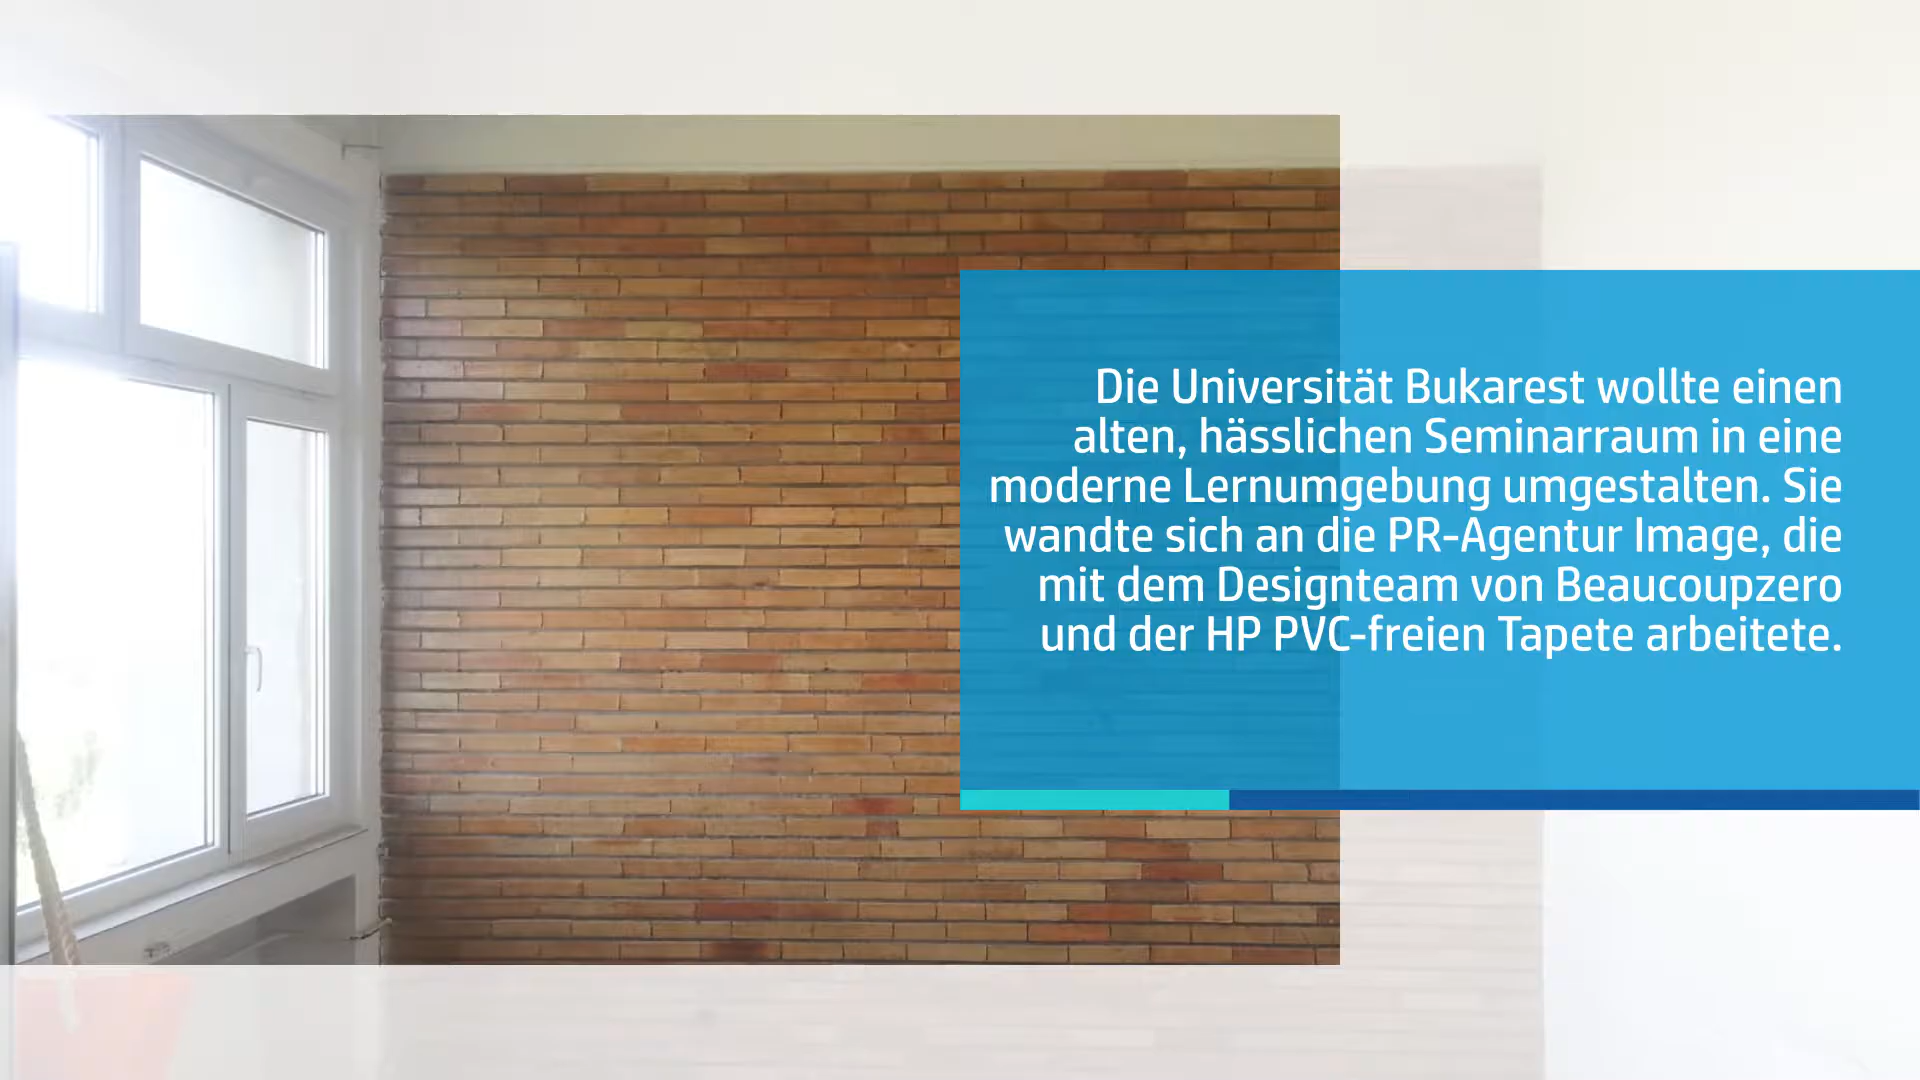 Die Universität Bukarest wollte einen
alten, hässlichen Seminarraum in eine
moderne Lernumgebung umgestalten. Sie
wandte sich an die PR-Agentur Image, die
mit dem Designteam von Beaucoupzero
und der HP PVC-freien Tapete arbeitete.